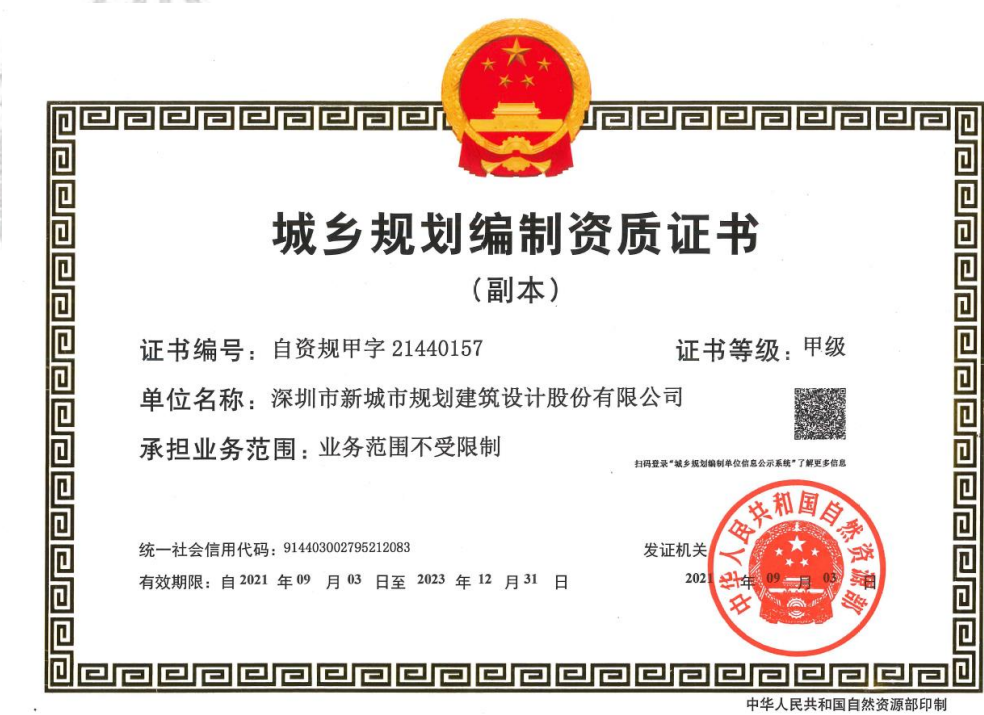 城乡规划编制资质证书
（副本）
证书编号：自资规甲字 21440157
证书等级：甲级
单位名称：深圳市新城市规划建筑设计股份有限公司
承担业务范围：业务范围不受限制
扫码登录“城乡规划编制单位信息公示系统”了解更多信息
统一社会信用代码：914403002795212083
发证机关
有效期限：自 2021 年 09 月 03 日至 2023 年 12 月 31 日
2021 年 09 月 03 日
中华人民共和国自然资源部
中华人民共和国自然资源部印制